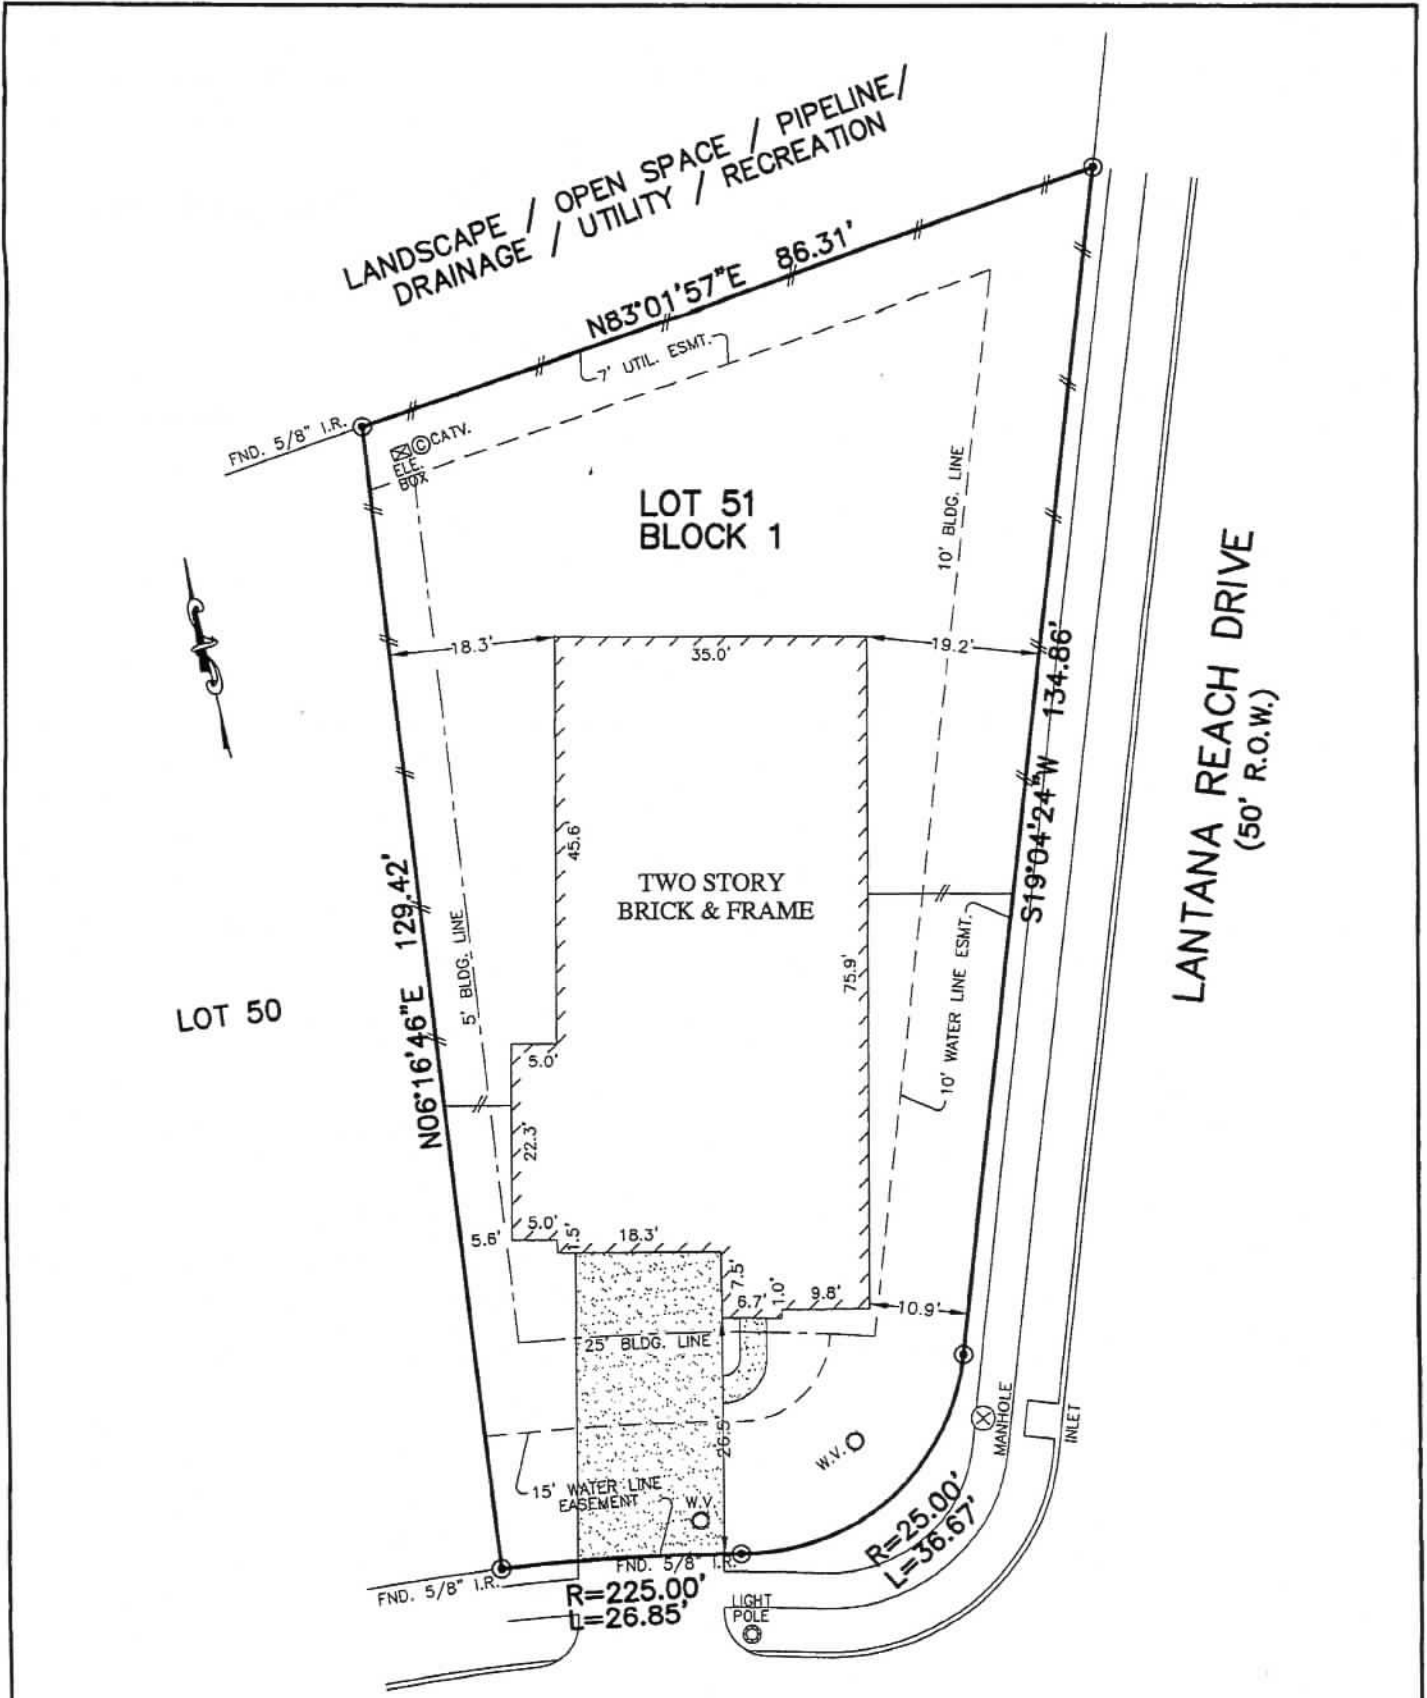 LANDSCAPE / OPEN SPACE / PIPELINE/
DRAINAGE / UTILITY / RECREATION
N83°01'57"E 86.31'
7' UTIL. ESMT.
FND. 5/8" I.R.
CATV.
ELE.
BOX
LOT 51
BLOCK 1
10' BLDG. LINE
18.3'
35.0'
19.2'
S19°04'24"W 134.86'
LANTANA REACH DRIVE
(50' R.O.W.)
45.6'
TWO STORY
BRICK & FRAME
N06°16'46"E 129.42'
5' BLDG. LINE
75.9'
10' WATER LINE ESMT.
LOT 50
5.0'
22.3'
5.0'
5.6'
1.5'
18.3'
7.5'
6.7'
1.0'
9.8'
10.9'
25' BLDG. LINE
26.5'
MANHOLE
INLET
W.V.
15' WATER LINE
EASEMENT
W.V.
R=25.00'
L=36.67'
FND. 5/8" I.R.
FND. 5/8" I.R.
R=225.00'
L=26.85'
LIGHT
POLE